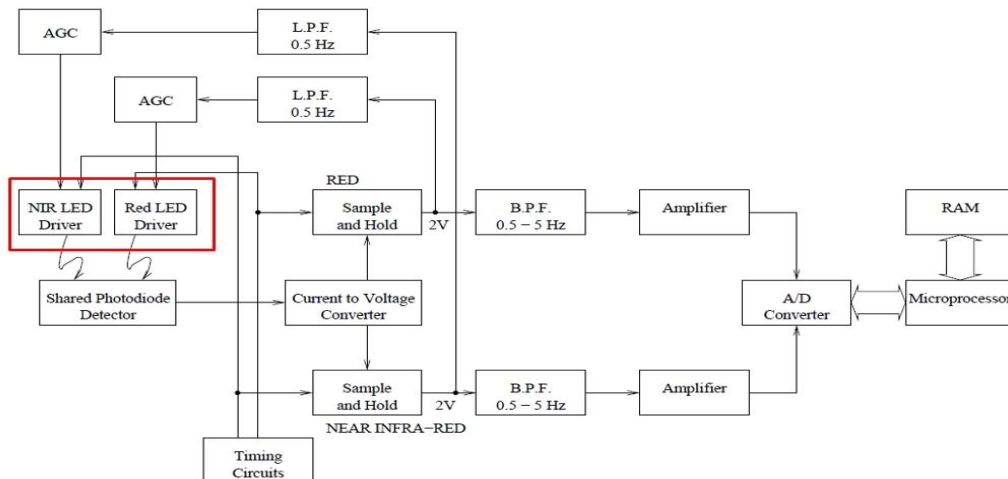 AGC
L.P.F.
0.5 Hz
AGC
L.P.F.
0.5 Hz
NIR LED
Driver
Red LED
Driver
RED
Sample
and Hold
2V
B.P.F.
0.5 − 5 Hz
Amplifier
RAM
Shared Photodiode
Detector
Current to Voltage
Converter
A/D
Converter
Microprocessor
Sample
and Hold
2V
B.P.F.
0.5 − 5 Hz
Amplifier
NEAR INFRA−RED
Timing
Circuits